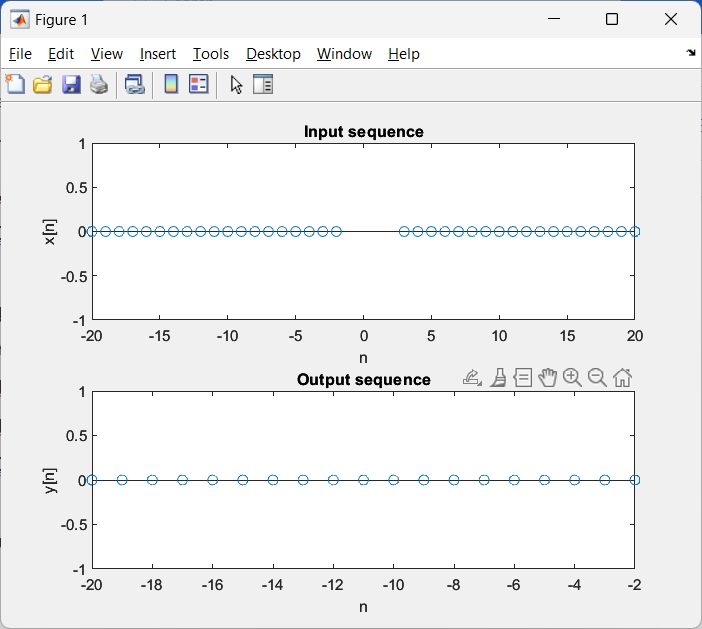 Figure 1
File Edit View Insert Tools Desktop Window Help
Input sequence
1
0.5
0
-0.5
-1
x[n]
-20 -15 -10 -5 0 5 10 15 20
n
Output sequence
1
0.5
0
-0.5
-1
y[n]
-20 -18 -16 -14 -12 -10 -8 -6 -4 -2
n